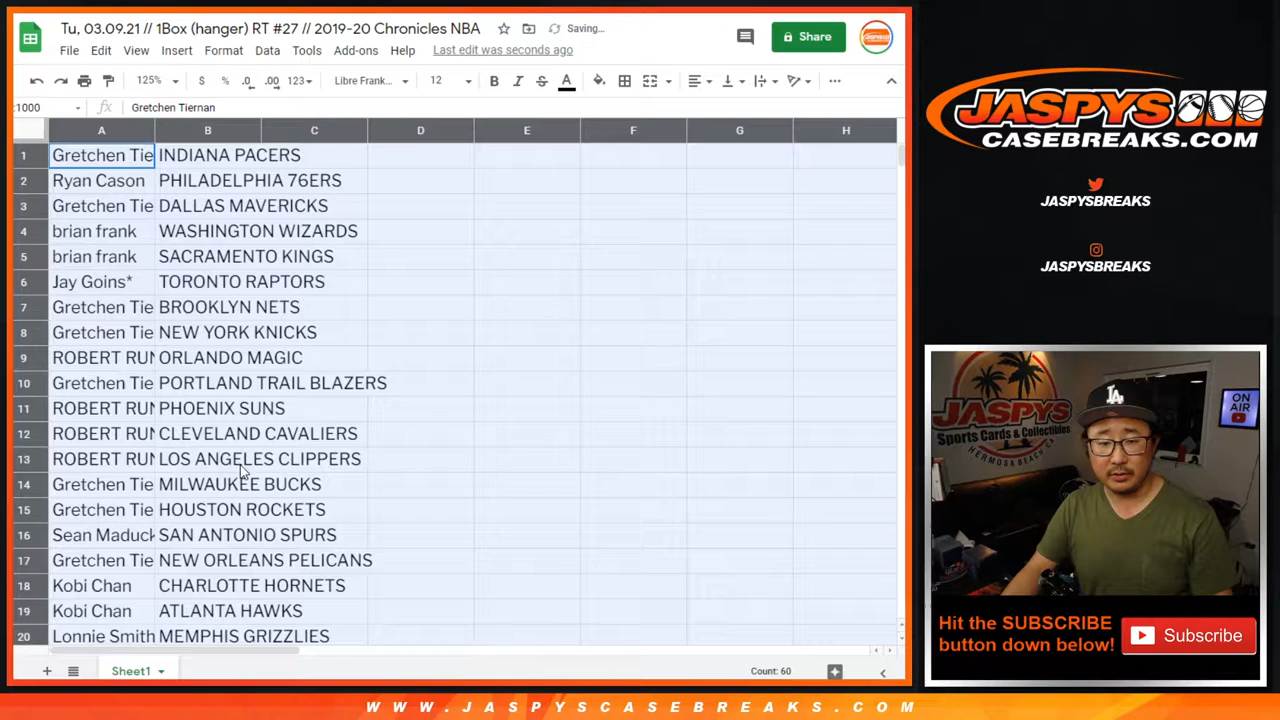 Tu, 03.09.21 // 1Box (hanger) RT #27 // 2019-20 Chronicles NBA
Saving...
Share
File Edit View Insert Format Data Tools Add-ons Help Last edit was seconds ago
125% $ % .0 .00 123 Libre Frank... 12 B I S A
:1000 fx Gretchen Tiernan
A B C D E F G H
1 Gretchen Tie INDIANA PACERS
2 Ryan Cason PHILADELPHIA 76ERS
3 Gretchen Tie DALLAS MAVERICKS
4 brian frank WASHINGTON WIZARDS
5 brian frank SACRAMENTO KINGS
6 Jay Goins* TORONTO RAPTORS
7 Gretchen Tie BROOKLYN NETS
8 Gretchen Tie NEW YORK KNICKS
9 ROBERT RUN ORLANDO MAGIC
10 Gretchen Tie PORTLAND TRAIL BLAZERS
11 ROBERT RUN PHOENIX SUNS
12 ROBERT RUN CLEVELAND CAVALIERS
13 ROBERT RUN LOS ANGELES CLIPPERS
14 Gretchen Tie MILWAUKEE BUCKS
15 Gretchen Tie HOUSTON ROCKETS
16 Sean Maduck SAN ANTONIO SPURS
17 Gretchen Tie NEW ORLEANS PELICANS
18 Kobi Chan CHARLOTTE HORNETS
19 Kobi Chan ATLANTA HAWKS
20 Lonnie Smith MEMPHIS GRIZZLIES
Sheet1
Count: 60
JASPYS
CASEBREAKS.COM
JASPYSBREAKS
JASPYSBREAKS
JASPYS
Sports Cards & Collectibles
HERMOSA BEACH CA
LA
ON AIR
Hit the SUBSCRIBE
button down below!
Subscribe
WWW.JASPYSCASEBREAKS.COM